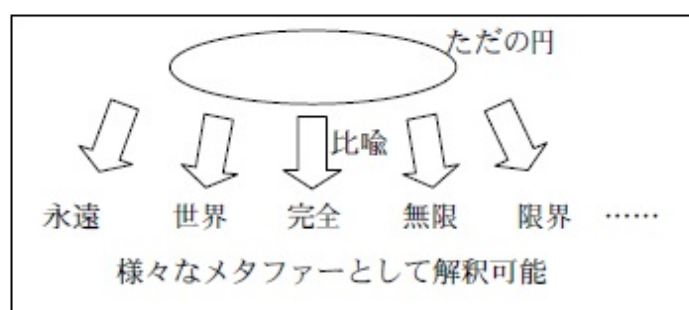 ただの円
比喩
永遠 世界 完全 無限 限界 ……
様々なメタファーとして解釈可能